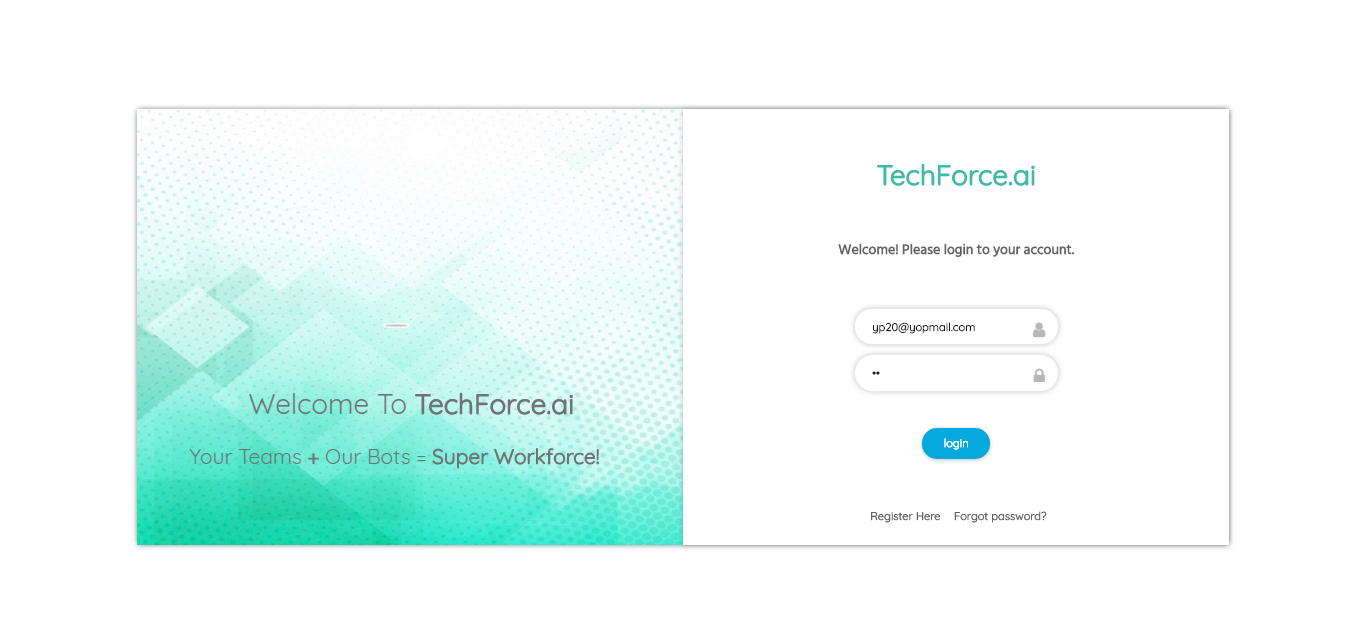 Welcome To TechForce.ai
Your Teams + Our Bots = Super Workforce!
TechForce.ai
Welcome! Please login to your account.
yp20@yopmail.com
••
login
Register Here Forgot password?